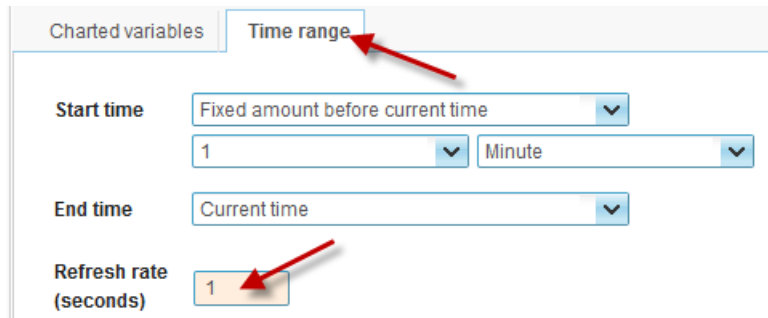 Charted variables Time range
Start time Fixed amount before current time
1 Minute
End time Current time
Refresh rate
(seconds) 1